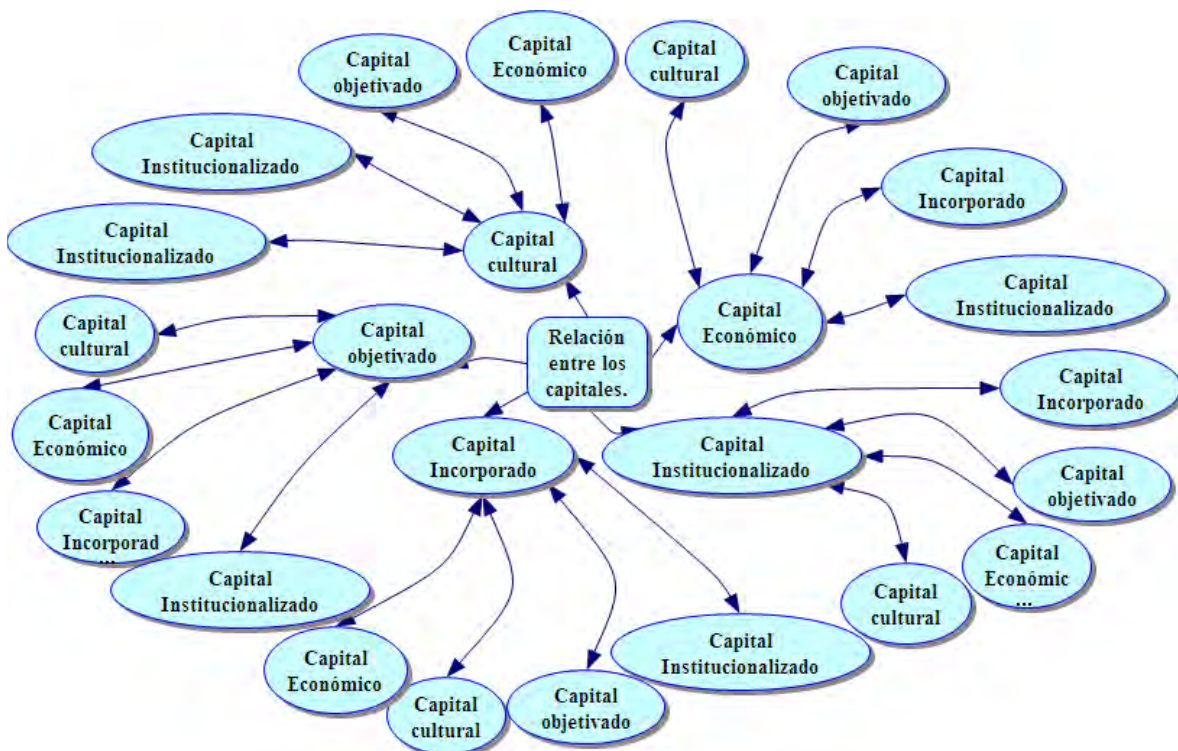 Capital
objetivado
Capital
Económico
Capital
cultural
Capital
objetivado
Capital
Institucionalizado
Capital
Incorporado
Capital
Institucionalizado
Capital
cultural
Capital
Institucionalizado
Capital
cultural
Capital
objetivado
Relación
entre los
capitales.
Capital
Económico
Capital
Incorporado
Capital
Económico
Capital
Incorporado
Capital
Institucionalizado
Capital
objetivado
Capital
Incorporad
...
Capital
Económic
...
Capital
Institucionalizado
Capital
cultural
Capital
Económico
Capital
cultural
Capital
objetivado
Capital
Institucionalizado